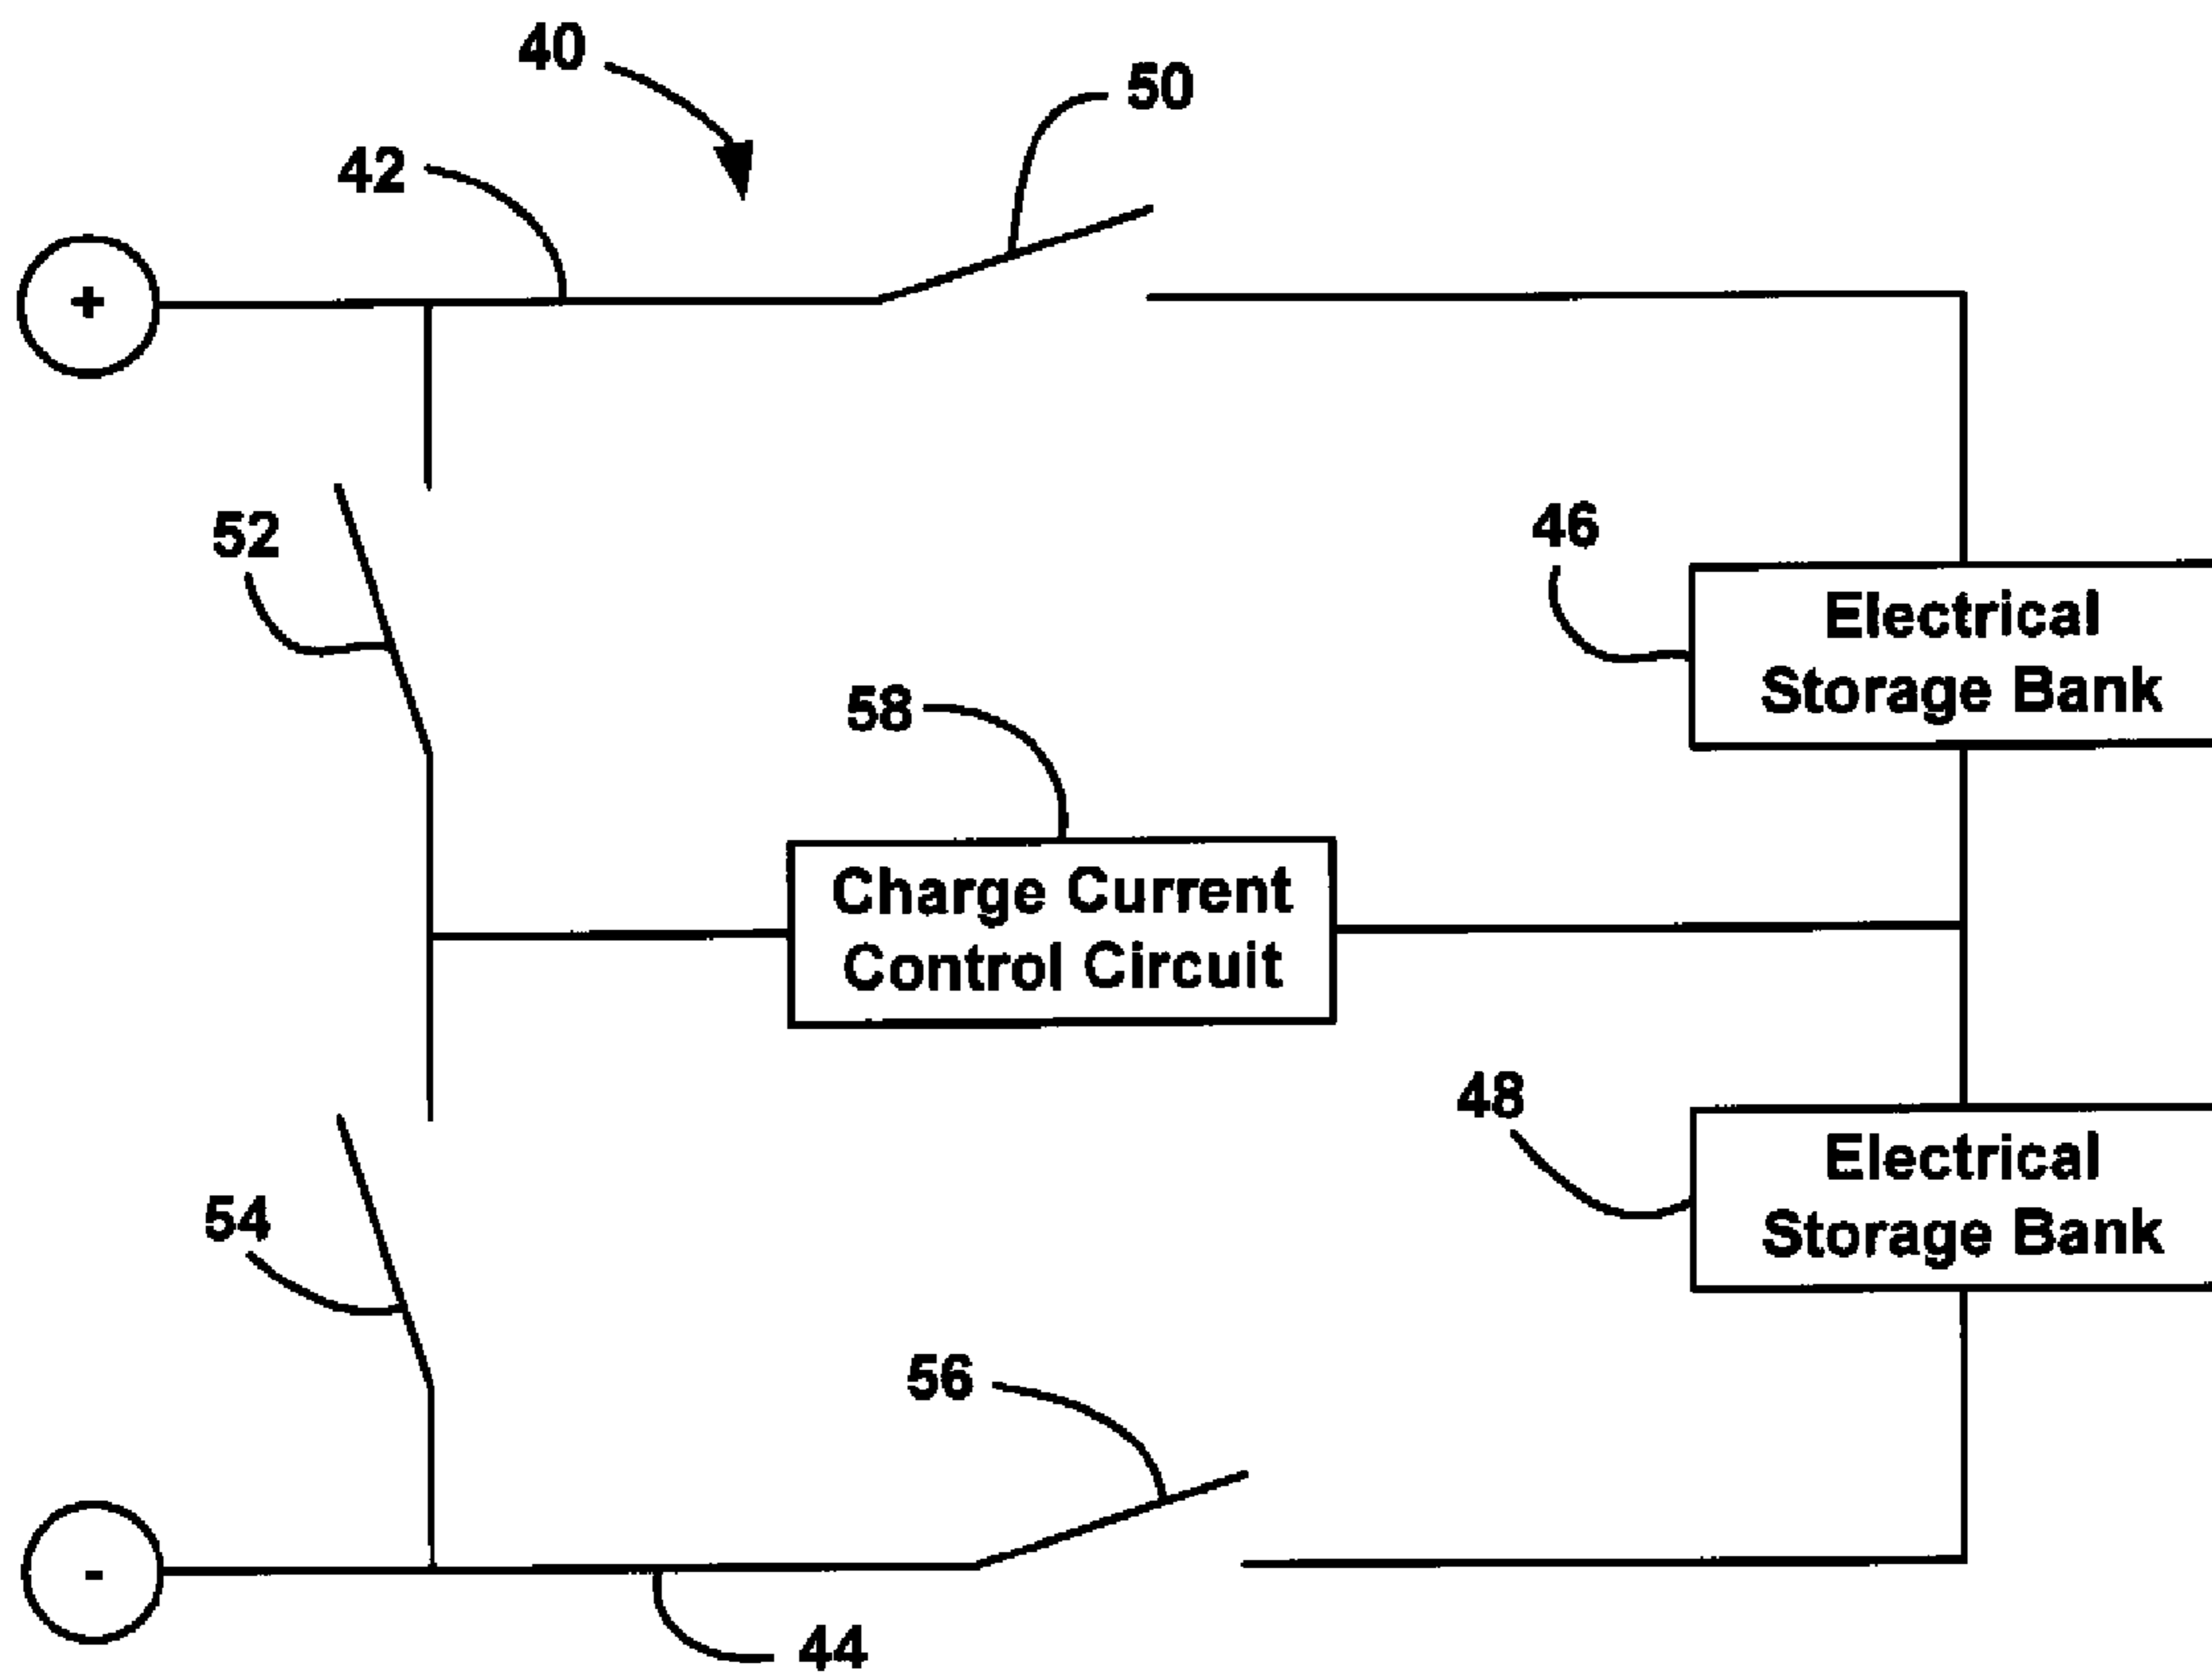 40
50
42
+
52
46
Electrical
Storage Bank
58
Charge Current
Control Circuit
48
Electrical
Storage Bank
54
56
-
44